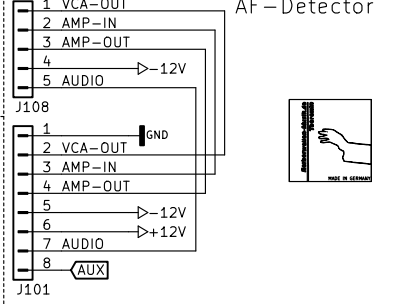 1 VCA-OUT
AF-Detector
2 AMP-IN
3 AMP-OUT
4 -12V
5 AUDIO
J108
1 GND
2 VCA-OUT
3 AMP-IN
4 AMP-OUT
5 -12V
6 +12V
7 AUDIO
8 AUX
J101
MADE IN GERMANY